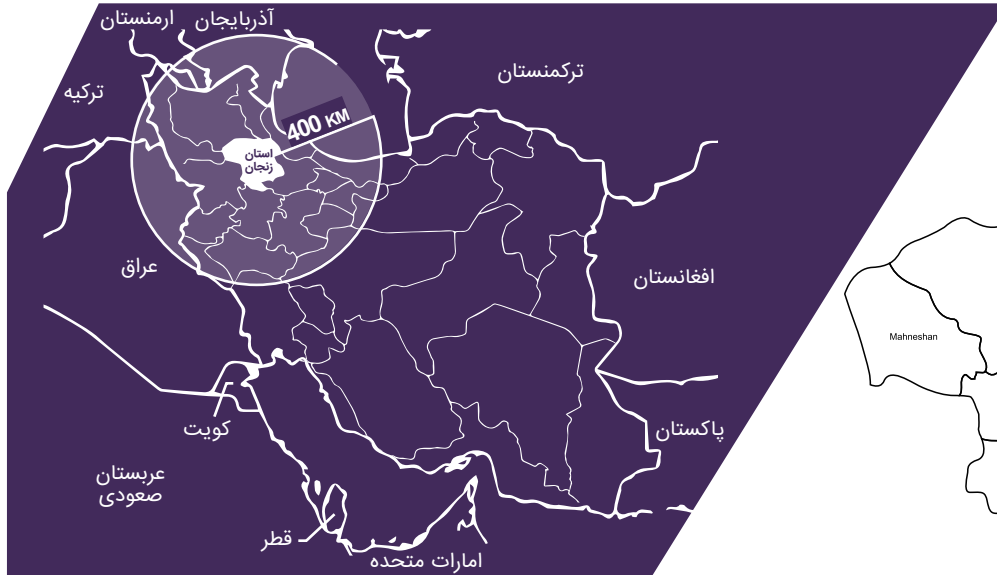 ارمنستان
آذربایجان
ترکمنستان
ترکیه
400 KM
استان
زنجان
عراق
افغانستان
Mahneshan
کویت
پاکستان
عربستان
صعودی
قطر
امارات متحده